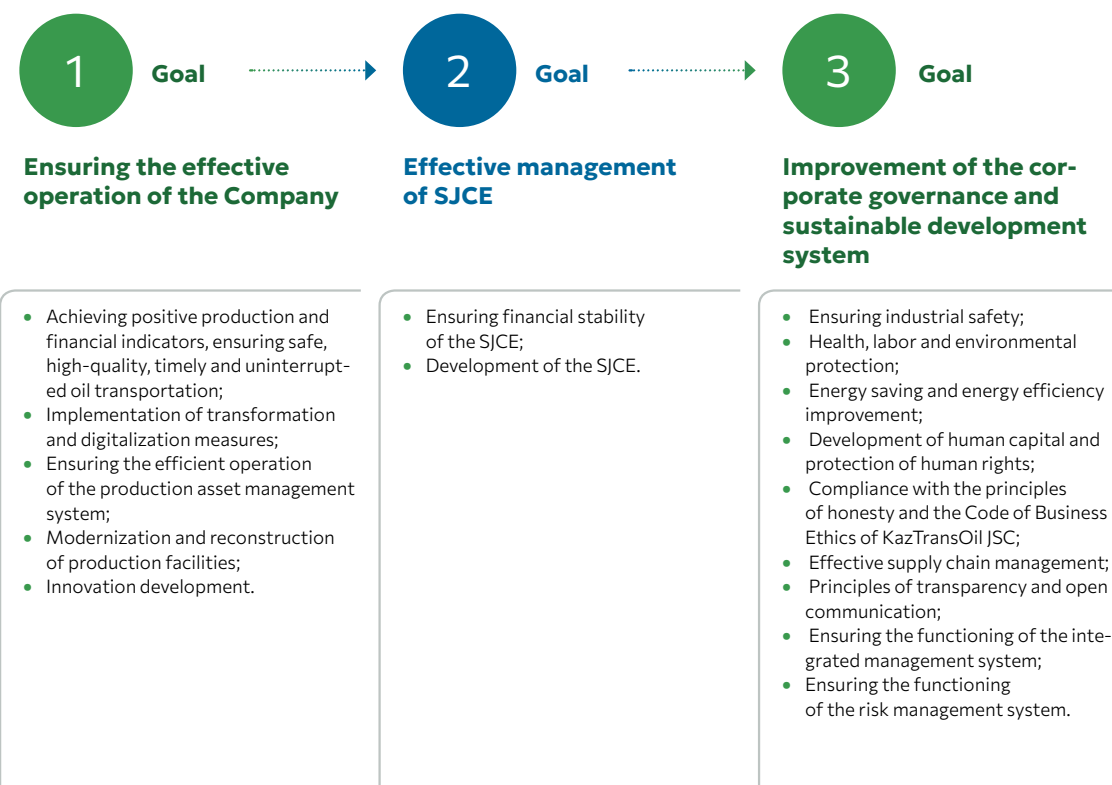 1
Goal
Ensuring the effective
operation of the Company
• Achieving positive production and
financial indicators, ensuring safe,
high-quality, timely and uninterrupt-
ed oil transportation;
• Implementation of transformation
and digitalization measures;
• Ensuring the efficient operation
of the production asset management
system;
• Modernization and reconstruction
of production facilities;
• Innovation development.
2
Goal
Effective management
of SJCE
• Ensuring financial stability
of the SJCE;
• Development of the SJCE.
3
Goal
Improvement of the cor-
porate governance and
sustainable development
system
• Ensuring industrial safety;
• Health, labor and environmental
protection;
• Energy saving and energy efficiency
improvement;
• Development of human capital and
protection of human rights;
• Compliance with the principles
of honesty and the Code of Business
Ethics of KazTransOil JSC;
• Effective supply chain management;
• Principles of transparency and open
communication;
• Ensuring the functioning of the inte-
grated management system;
• Ensuring the functioning
of the risk management system.